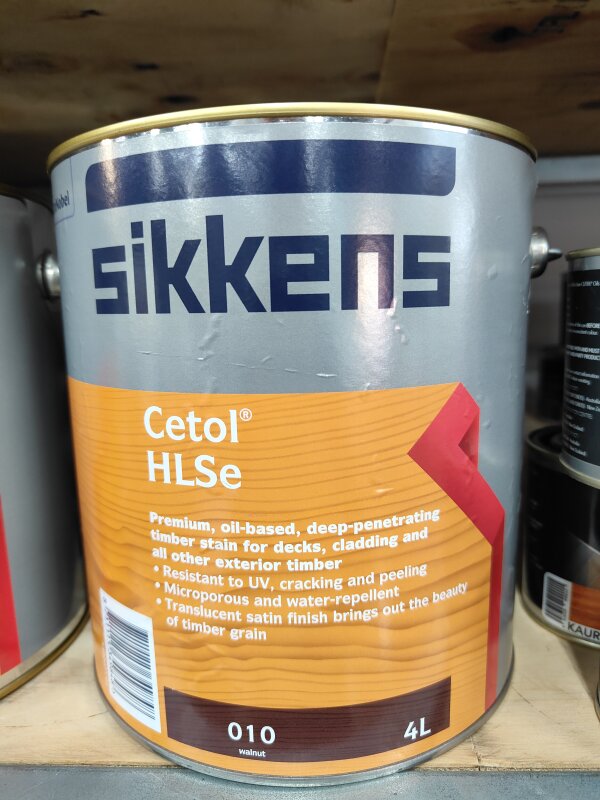 sikkens
Cetol®
HLSe
Premium, oil-based, deep-penetrating
timber stain for decks, cladding and
all other exterior timber
• Resistant to UV, cracking and peeling
• Microporous and water-repellent
• Translucent satin finish brings out the beauty
of timber grain
010
4L
walnut